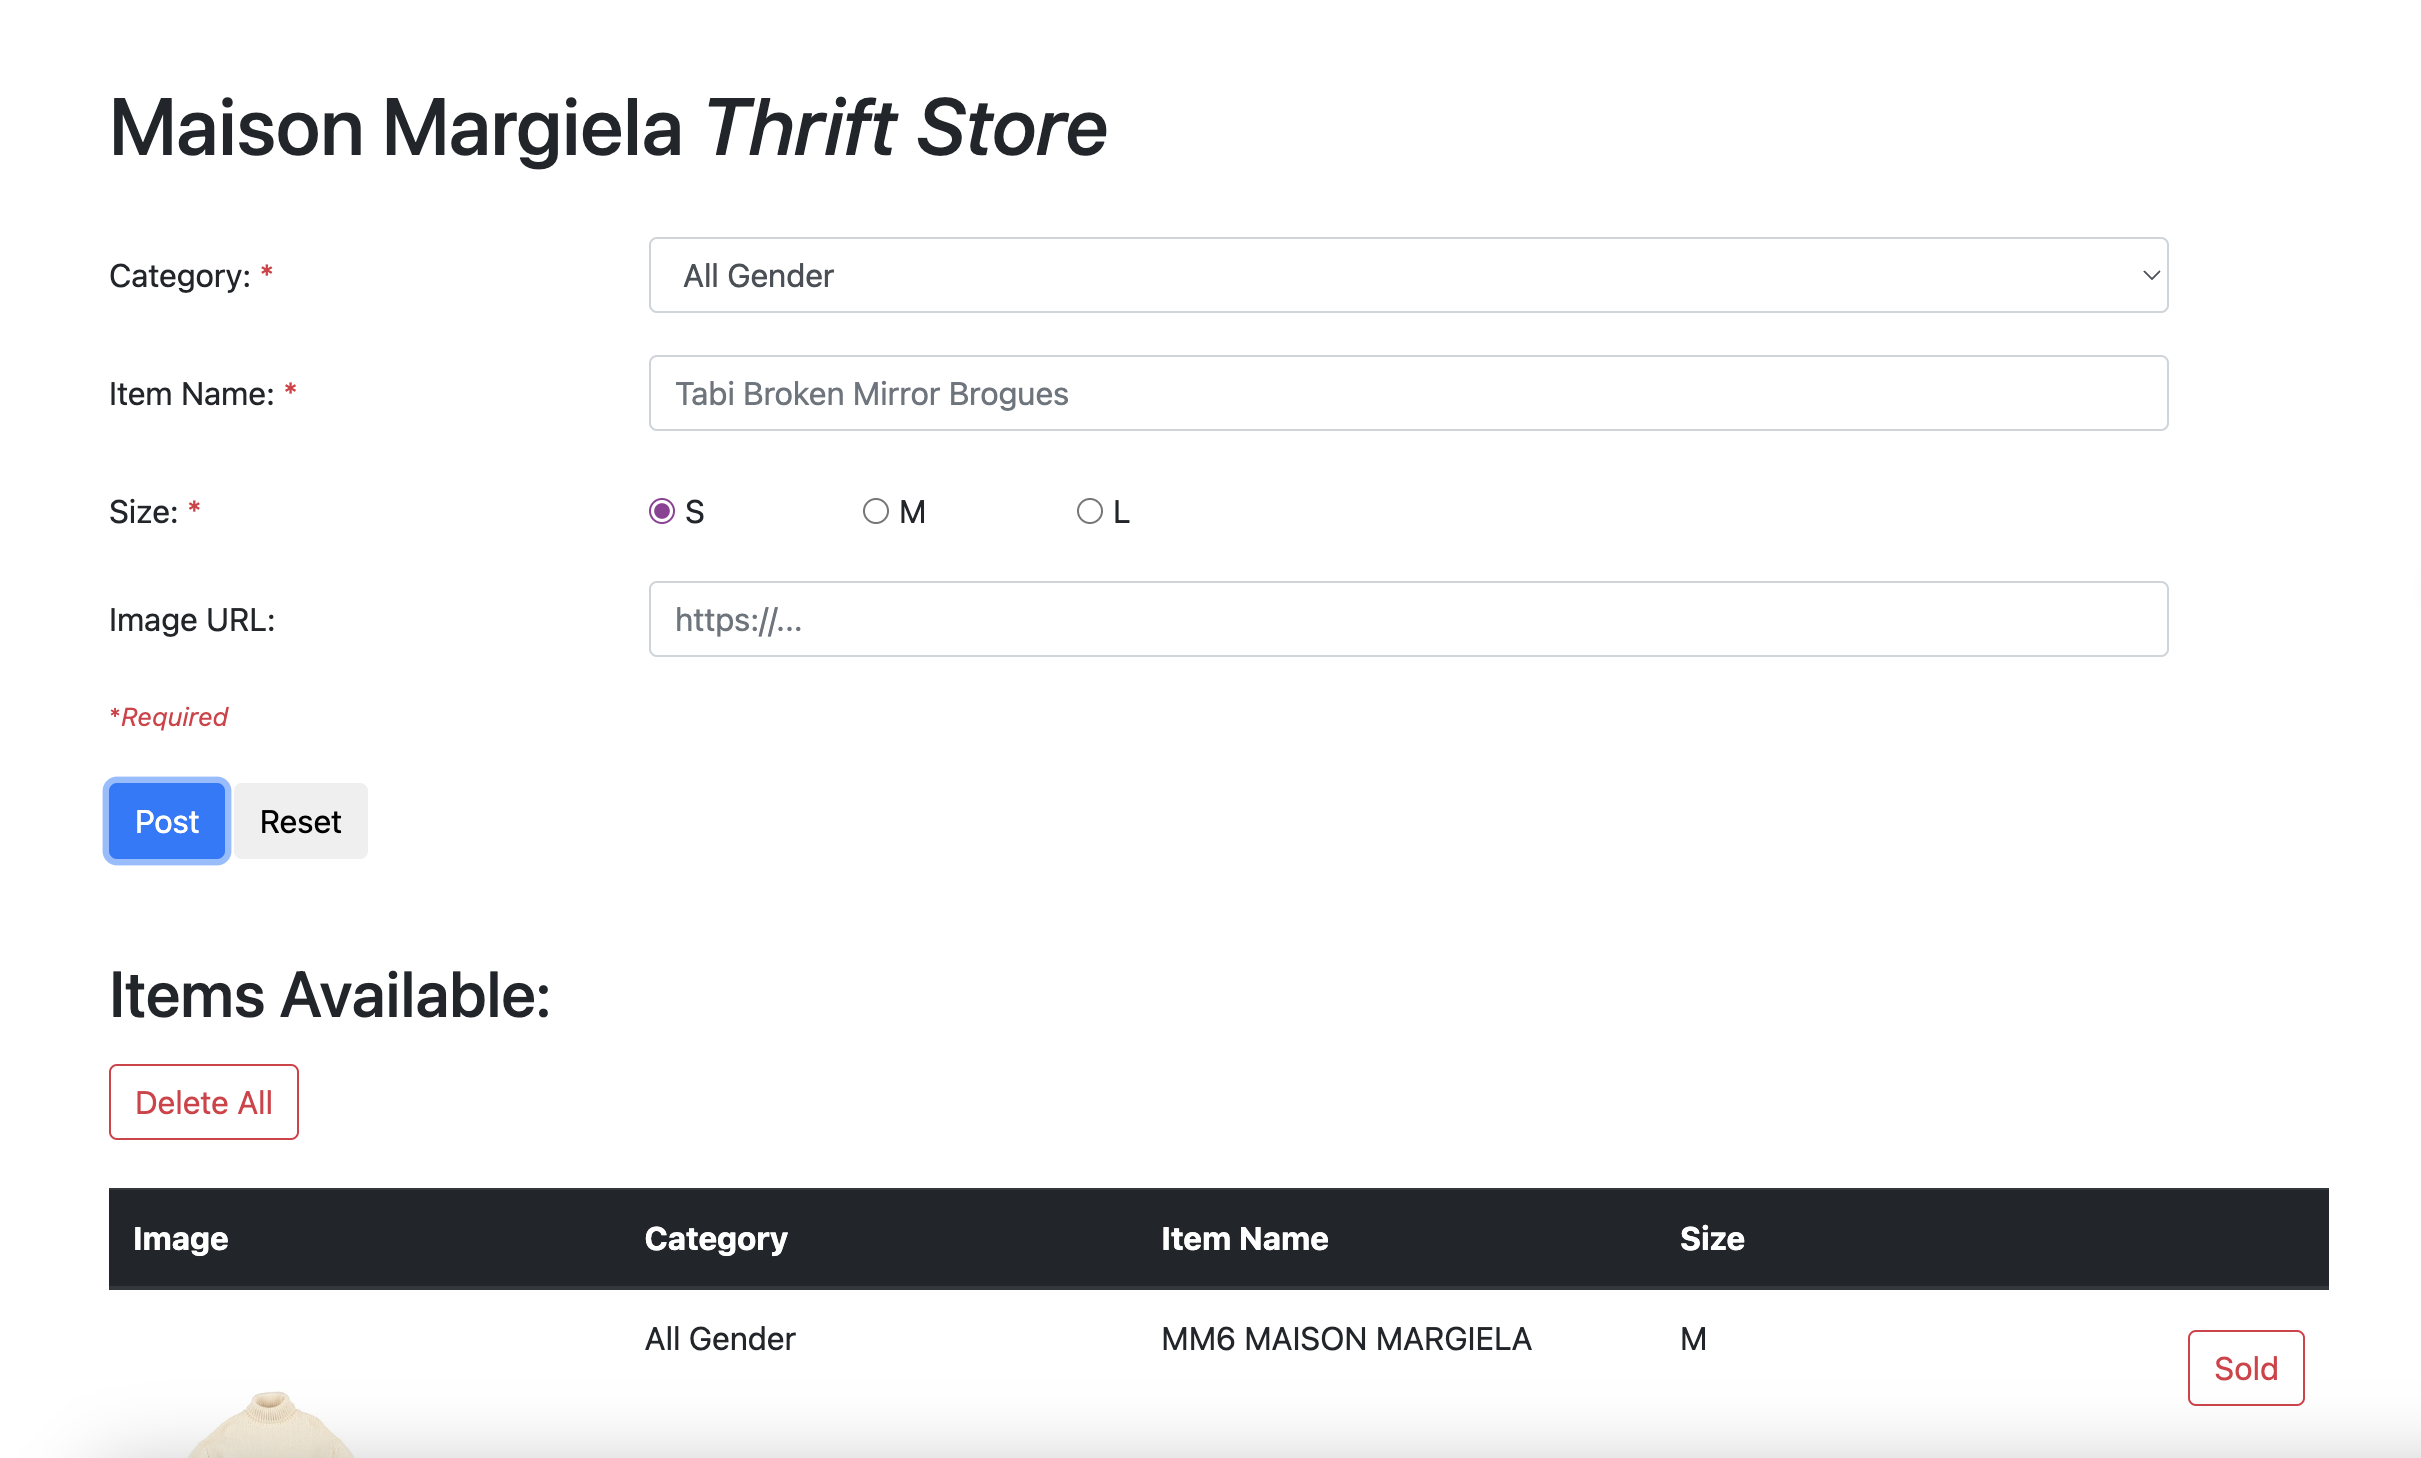 Maison Margiela Thrift Store
Category: * All Gender
Item Name: * Tabi Broken Mirror Brogues
Size: * S M L
Image URL: https://...
*Required
Post Reset
Items Available:
Delete All
Image Category Item Name Size
All Gender MM6 MAISON MARGIELA M
Sold